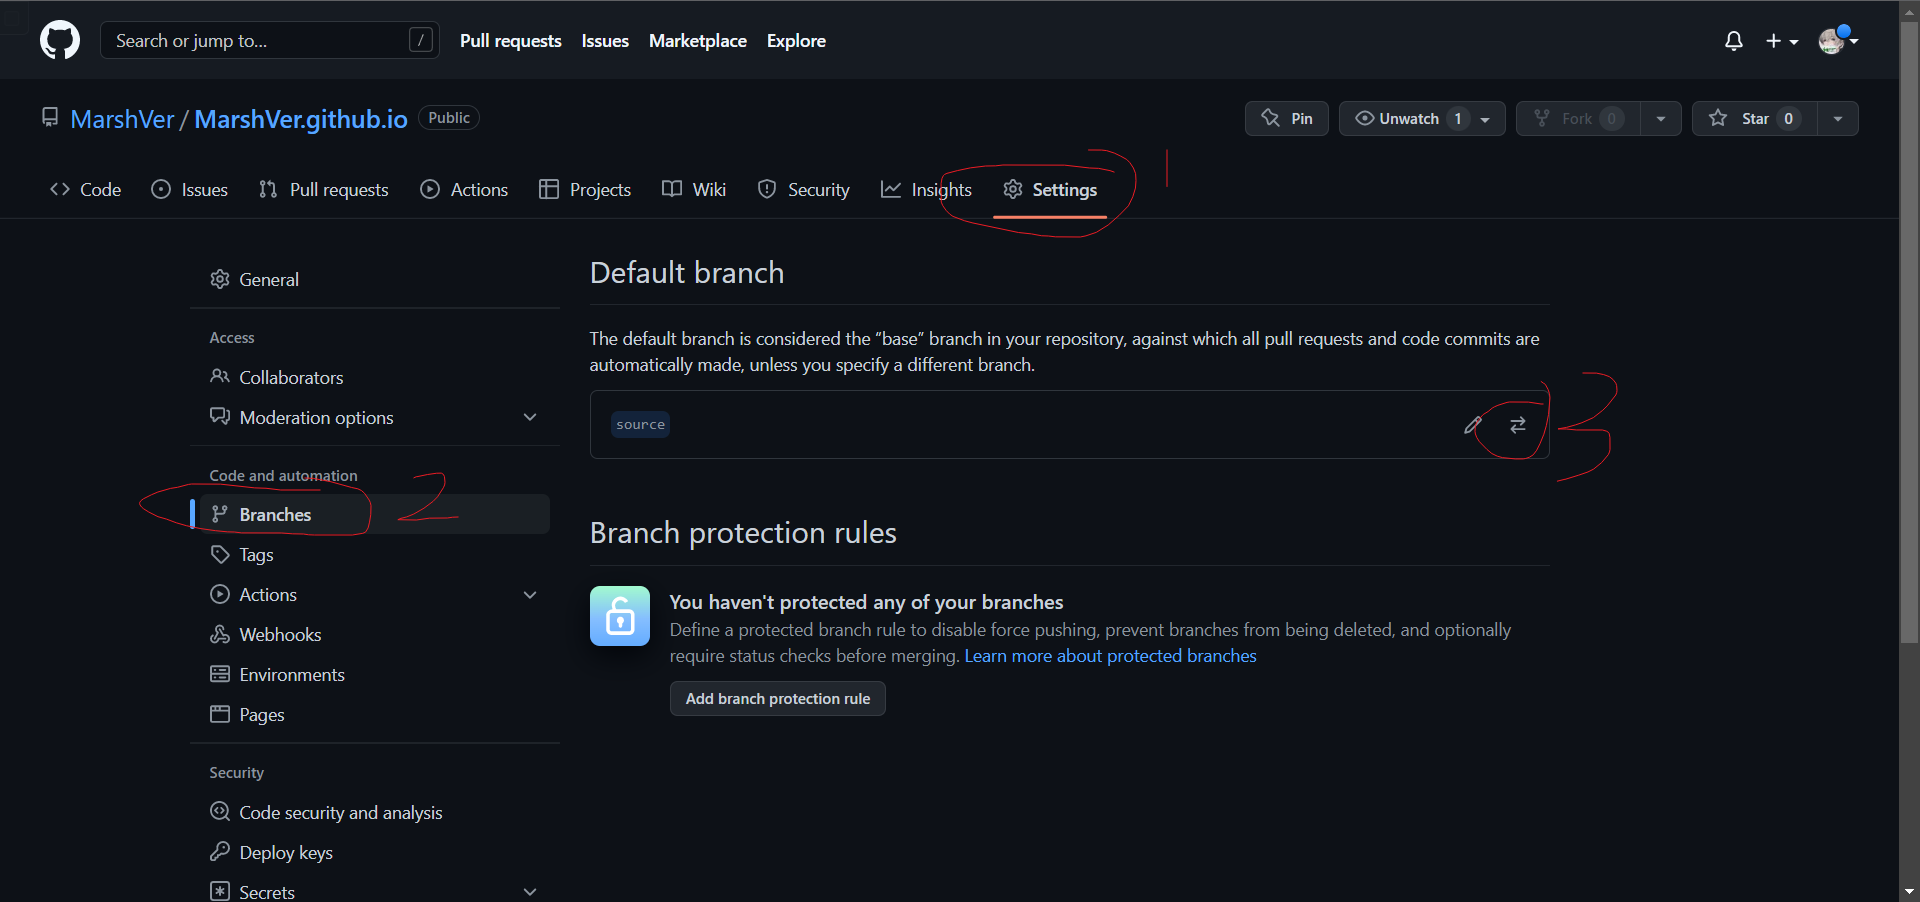 Search or jump to... /
Pull requests Issues Marketplace Explore
MarshVer / MarshVer.github.io Public
Pin Unwatch 1 Fork 0 Star 0
Code Issues Pull requests Actions Projects Wiki Security Insights Settings 1
General
Access
Collaborators
Moderation options
Code and automation
Branches 2
Tags
Actions
Webhooks
Environments
Pages
Security
Code security and analysis
Deploy keys
Secrets
Default branch
The default branch is considered the “base” branch in your repository, against which all pull requests and code commits are
automatically made, unless you specify a different branch.
source 3
Branch protection rules
You haven't protected any of your branches
Define a protected branch rule to disable force pushing, prevent branches from being deleted, and optionally
require status checks before merging. Learn more about protected branches
Add branch protection rule